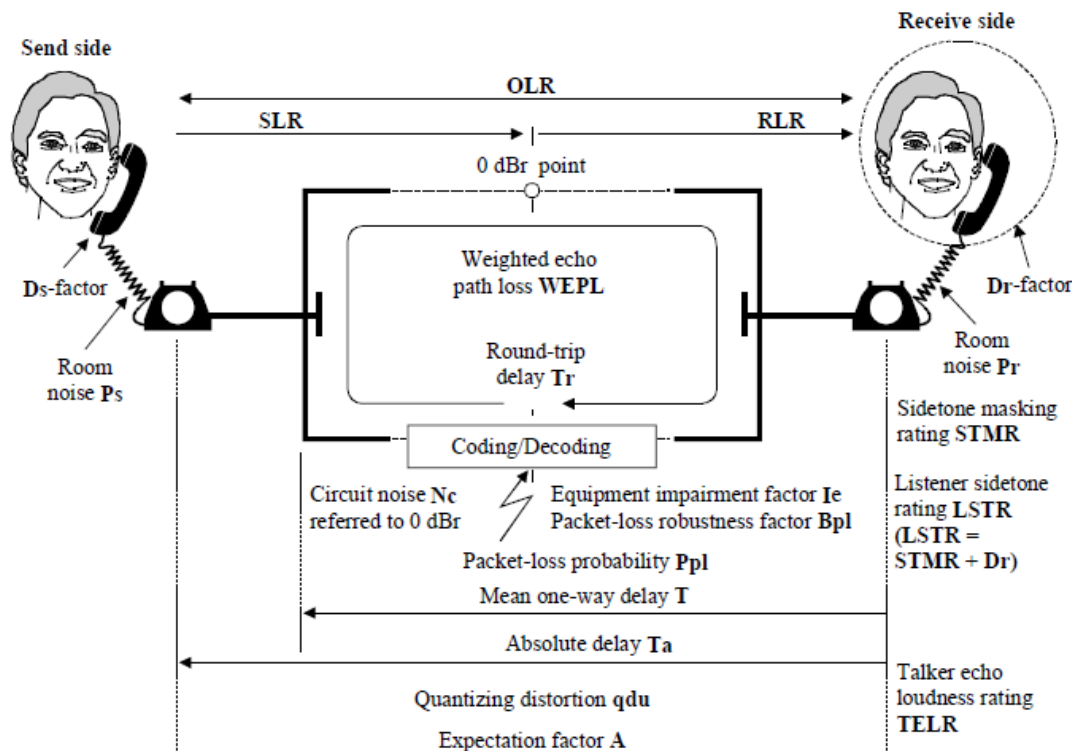 Send side
Receive side
OLR
SLR
RLR
0 dBr point
Weighted echo
path loss WEPL
Ds-factor
Dr-factor
Room
noise Ps
Round-trip
delay Tr
Room
noise Pr
Coding/Decoding
Sidetone masking
rating STMR
Circuit noise Nc
referred to 0 dBr
Equipment impairment factor Ie
Packet-loss robustness factor Bpl
Listener sidetone
rating LSTR
(LSTR =
STMR + Dr)
Packet-loss probability Ppl
Mean one-way delay T
Absolute delay Ta
Talker echo
loudness rating
TELR
Quantizing distortion qdu
Expectation factor A